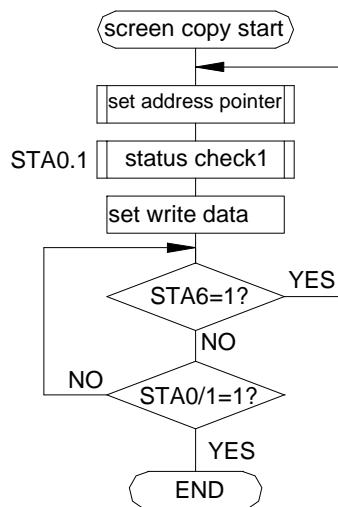 screen copy start
set address pointer
STA0.1
status check1
set write data
STA6=1?
YES
NO
STA0/1=1?
NO
YES
END